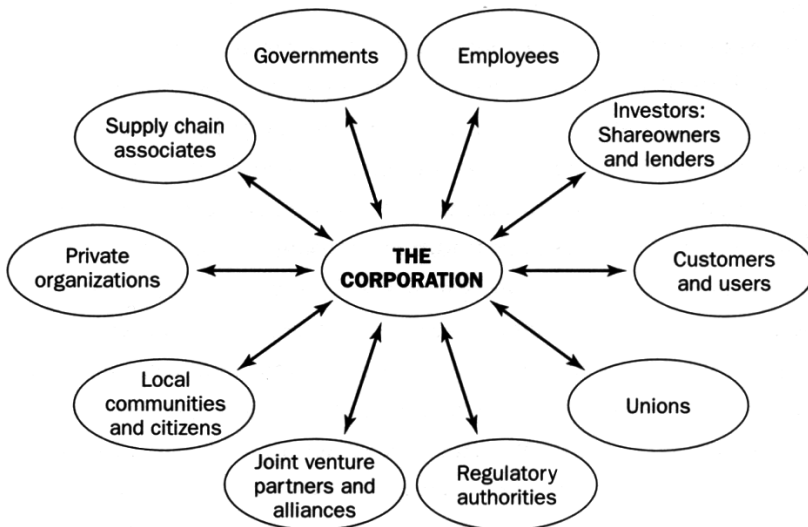 Governments
Employees
Supply chain
associates
Investors:
Shareowners
and lenders
Private
organizations
THE
CORPORATION
Customers
and users
Local
communities
and citizens
Unions
Joint venture
partners and
alliances
Regulatory
authorities